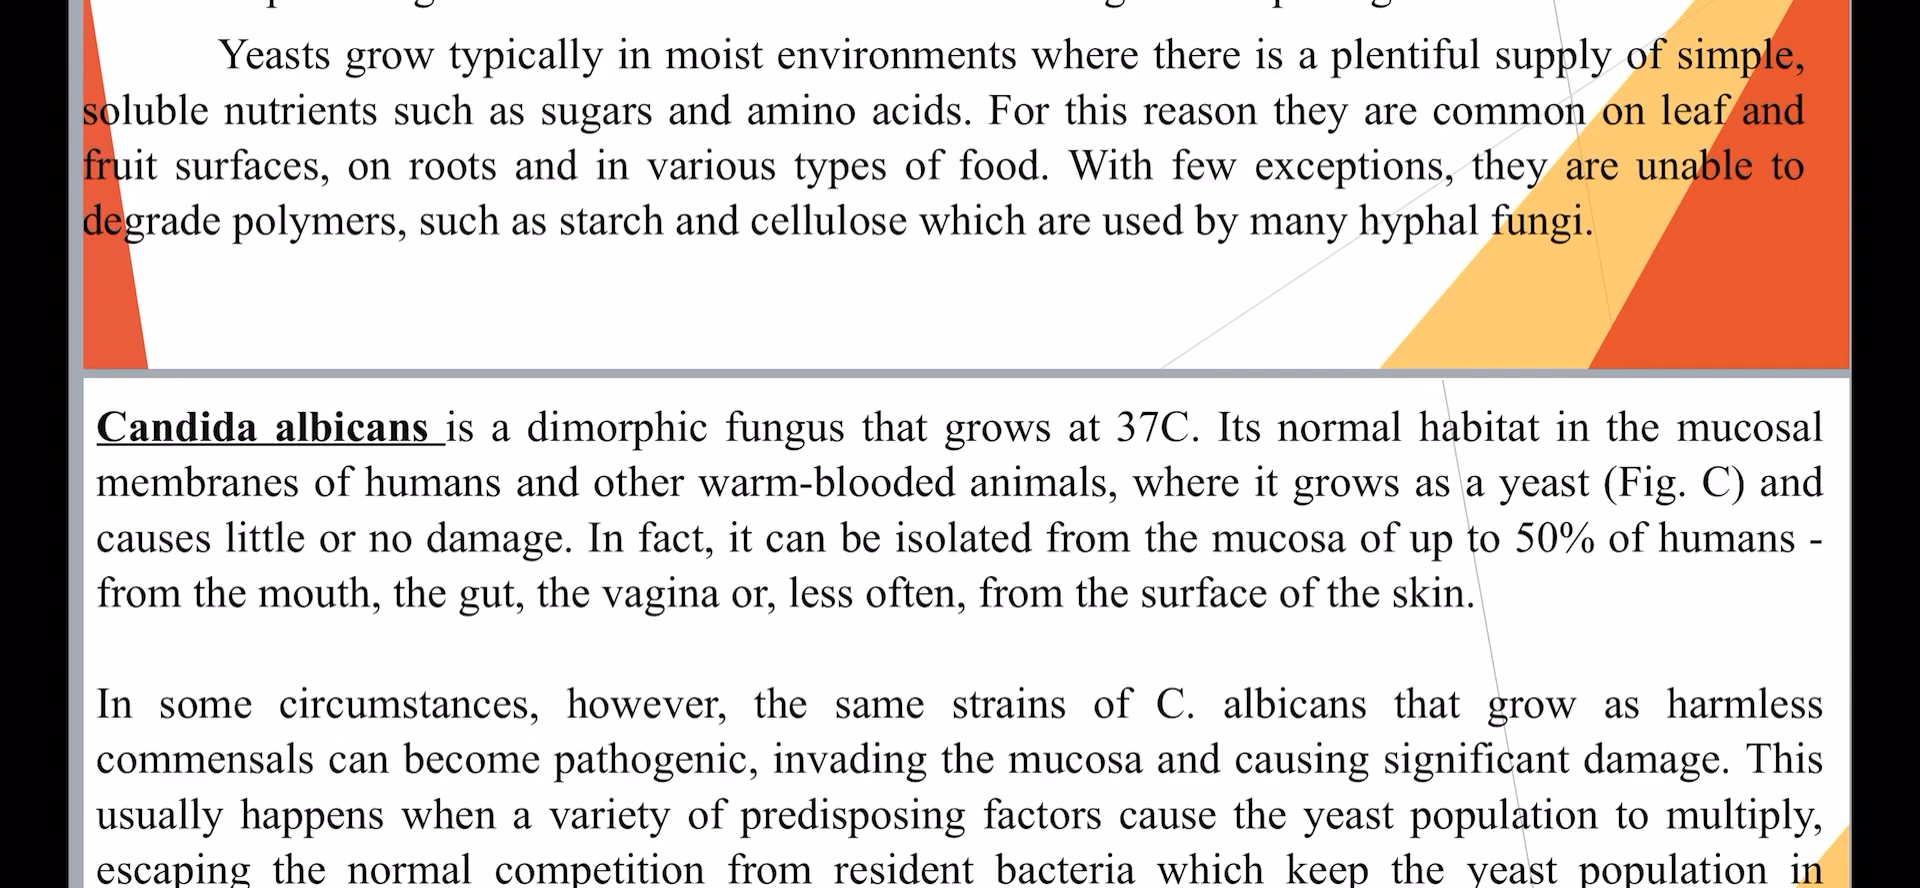 Yeasts grow typically in moist environments where there is a plentiful supply of simple,
soluble nutrients such as sugars and amino acids. For this reason they are common on leaf and
fruit surfaces, on roots and in various types of food. With few exceptions, they are unable to
degrade polymers, such as starch and cellulose which are used by many hyphal fungi.
Candida albicans is a dimorphic fungus that grows at 37C. Its normal habitat in the mucosal
membranes of humans and other warm-blooded animals, where it grows as a yeast (Fig. C) and
causes little or no damage. In fact, it can be isolated from the mucosa of up to 50% of humans -
from the mouth, the gut, the vagina or, less often, from the surface of the skin.
In some circumstances, however, the same strains of C. albicans that grow as harmless
commensals can become pathogenic, invading the mucosa and causing significant damage. This
usually happens when a variety of predisposing factors cause the yeast population to multiply,
escaping the normal competition from resident bacteria which keep the yeast population in